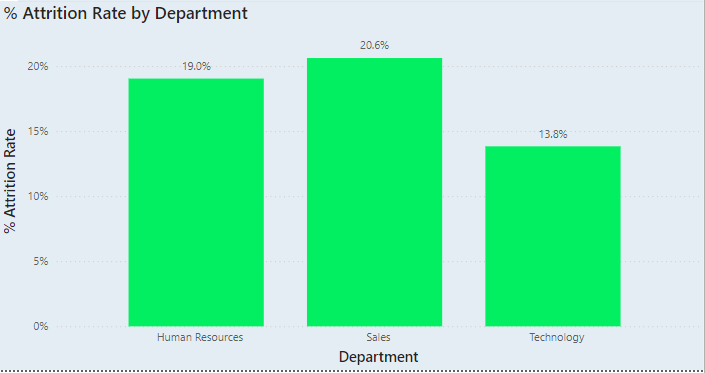 % Attrition Rate by Department
20.6%
19.0%
13.8%
20%
15%
10%
5%
0%
% Attrition Rate
Human Resources
Sales
Technology
Department